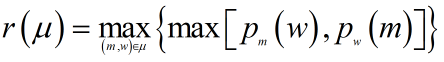 r(μ) = max_{(m,w)∈μ} {max[p_m(w), p_w(m)]}